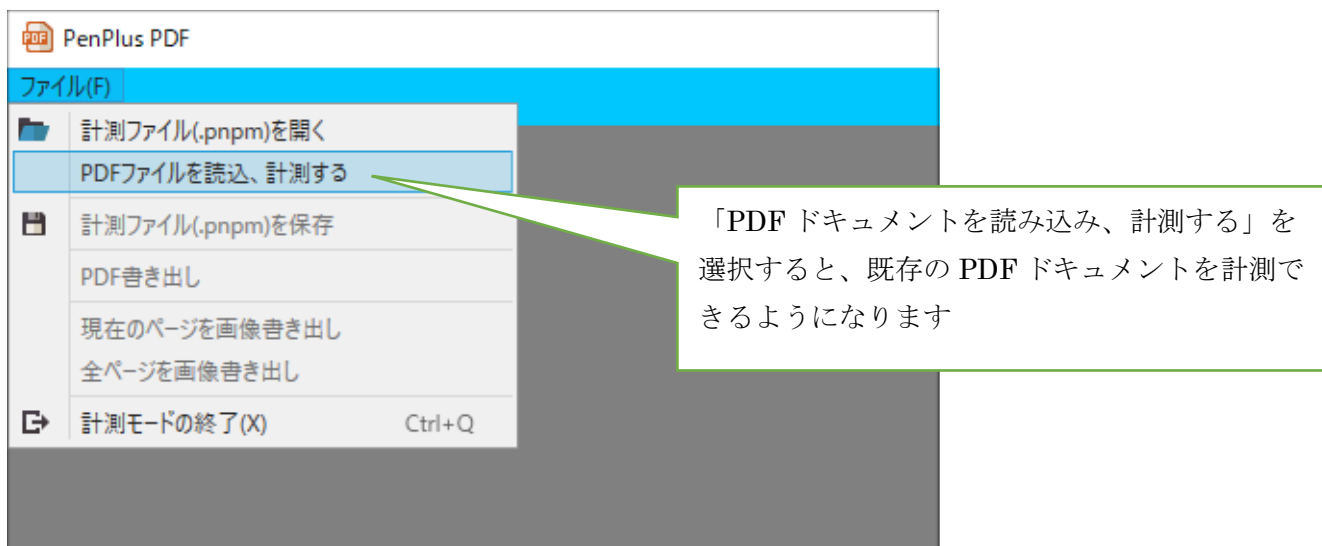 PenPlus PDF
ファイル(F)
計測ファイル(.pnpm)を開く
PDFファイルを読込、計測する
計測ファイル(.pnpm)を保存
PDF書き出し
現在のページを画像書き出し
全ページを画像書き出し
計測モードの終了(X) Ctrl+Q
「PDF ドキュメントを読み込み、計測する」を
選択すると、既存の PDF ドキュメントを計測で
きるようになります